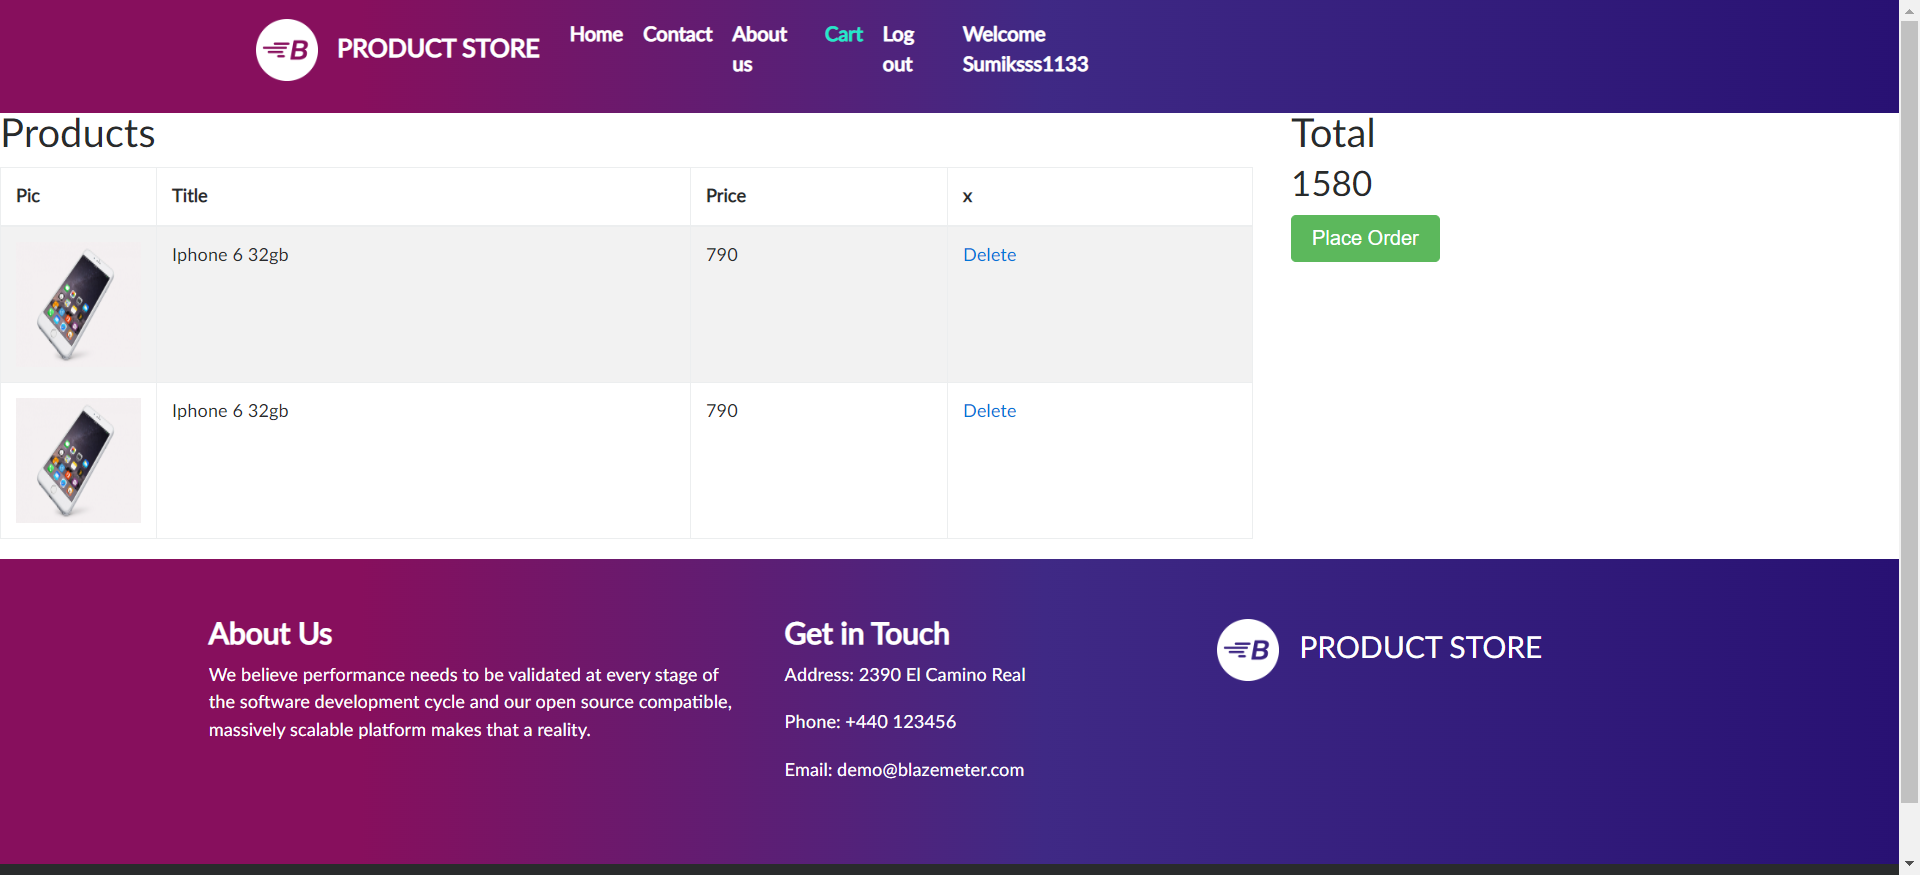 B PRODUCT STORE Home Contact About us Cart Log out Welcome Sumiksss1133
Products
Pic Title Price x
Iphone 6 32gb 790 Delete
Iphone 6 32gb 790 Delete
Total
1580
Place Order
About Us
We believe performance needs to be validated at every stage of
the software development cycle and our open source compatible,
massively scalable platform makes that a reality.
Get in Touch
Address: 2390 El Camino Real
Phone: +440 123456
Email: demo@blazemeter.com
B PRODUCT STORE